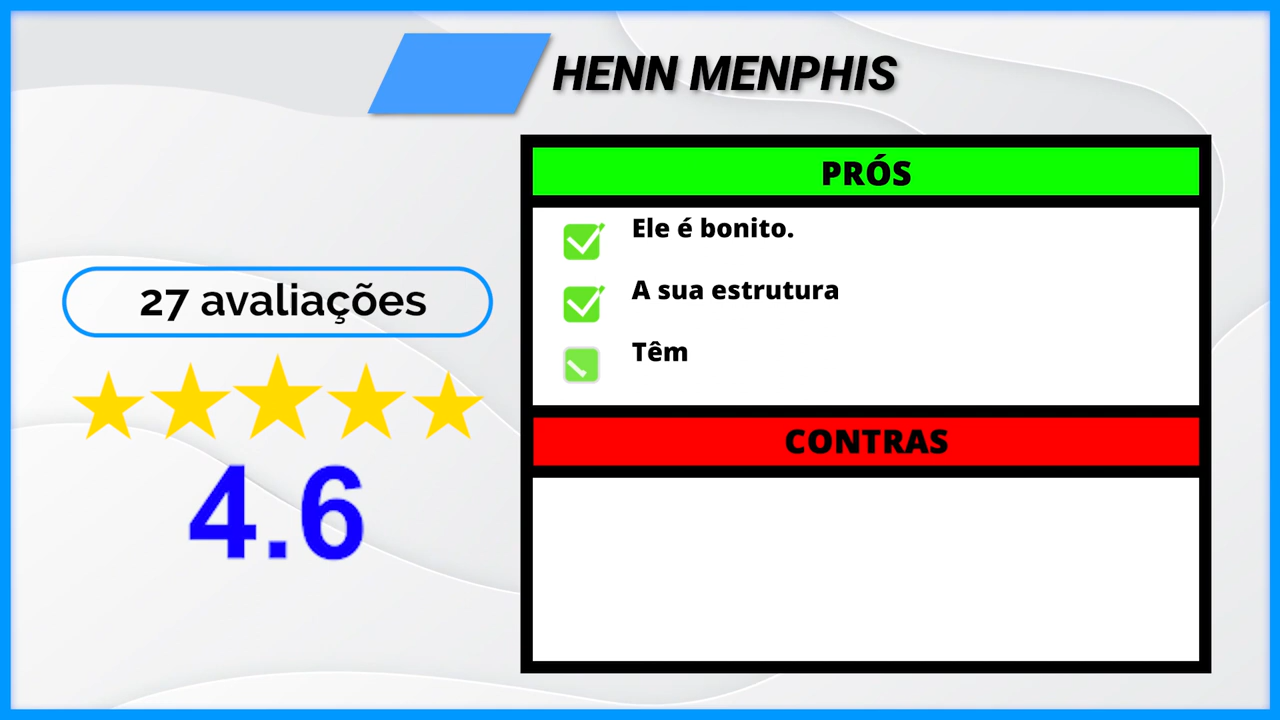 HENN MENPHIS
PRÓS
Ele é bonito.
A sua estrutura
Têm
27 avaliações
4.6
CONTRAS